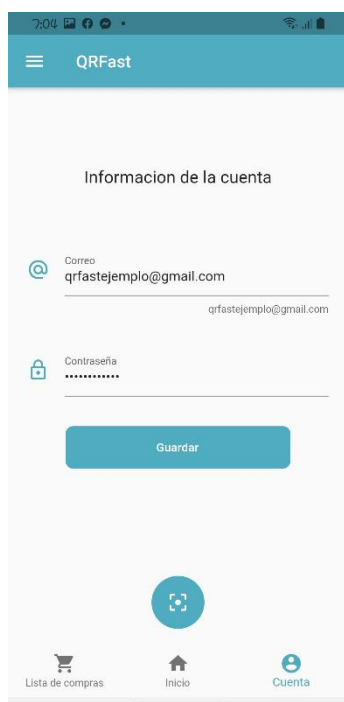 7:04
QRFast
Informacion de la cuenta
Correo
qrfastejemplo@gmail.com
qrfastejemplo@gmail.com
Contraseña
••••••••••••
Guardar
Lista de compras
Inicio
Cuenta